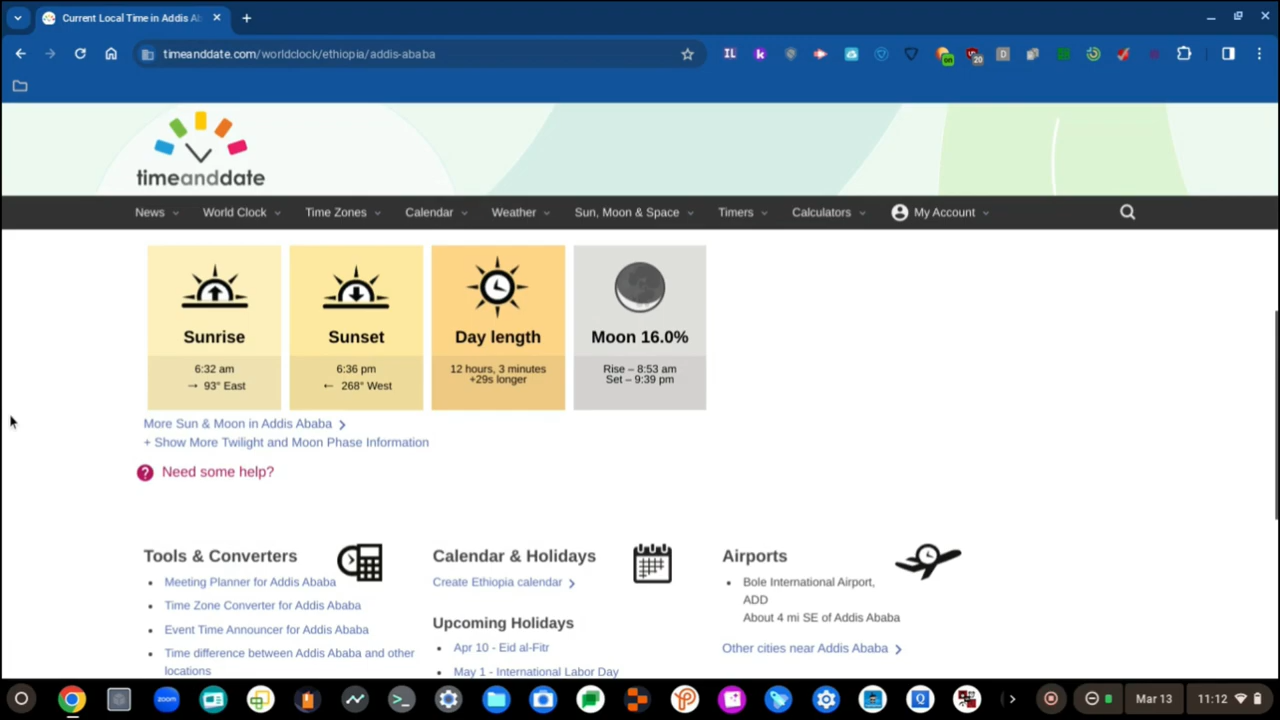 Current Local Time in Addis Ab
timeanddate.com/worldclock/ethiopia/addis-ababa
IL
k
on
20
D
timeanddate
News
World Clock
Time Zones
Calendar
Weather
Sun, Moon & Space
Timers
Calculators
My Account
Sunrise
Sunset
Day length
Moon 16.0%
6:32 am
→ 93° East
6:36 pm
← 268° West
12 hours, 3 minutes
+29s longer
Rise – 8:53 am
Set – 9:39 pm
More Sun & Moon in Addis Ababa
+ Show More Twilight and Moon Phase Information
? Need some help?
Tools & Converters
Meeting Planner for Addis Ababa
Time Zone Converter for Addis Ababa
Event Time Announcer for Addis Ababa
Time difference between Addis Ababa and other
locations
Calendar & Holidays
Create Ethiopia calendar
Upcoming Holidays
Apr 10 - Eid al-Fitr
May 1 - International Labor Day
Airports
Bole International Airport,
ADD
About 4 mi SE of Addis Ababa
Other cities near Addis Ababa
zoom
Q
Mar 13
11:12